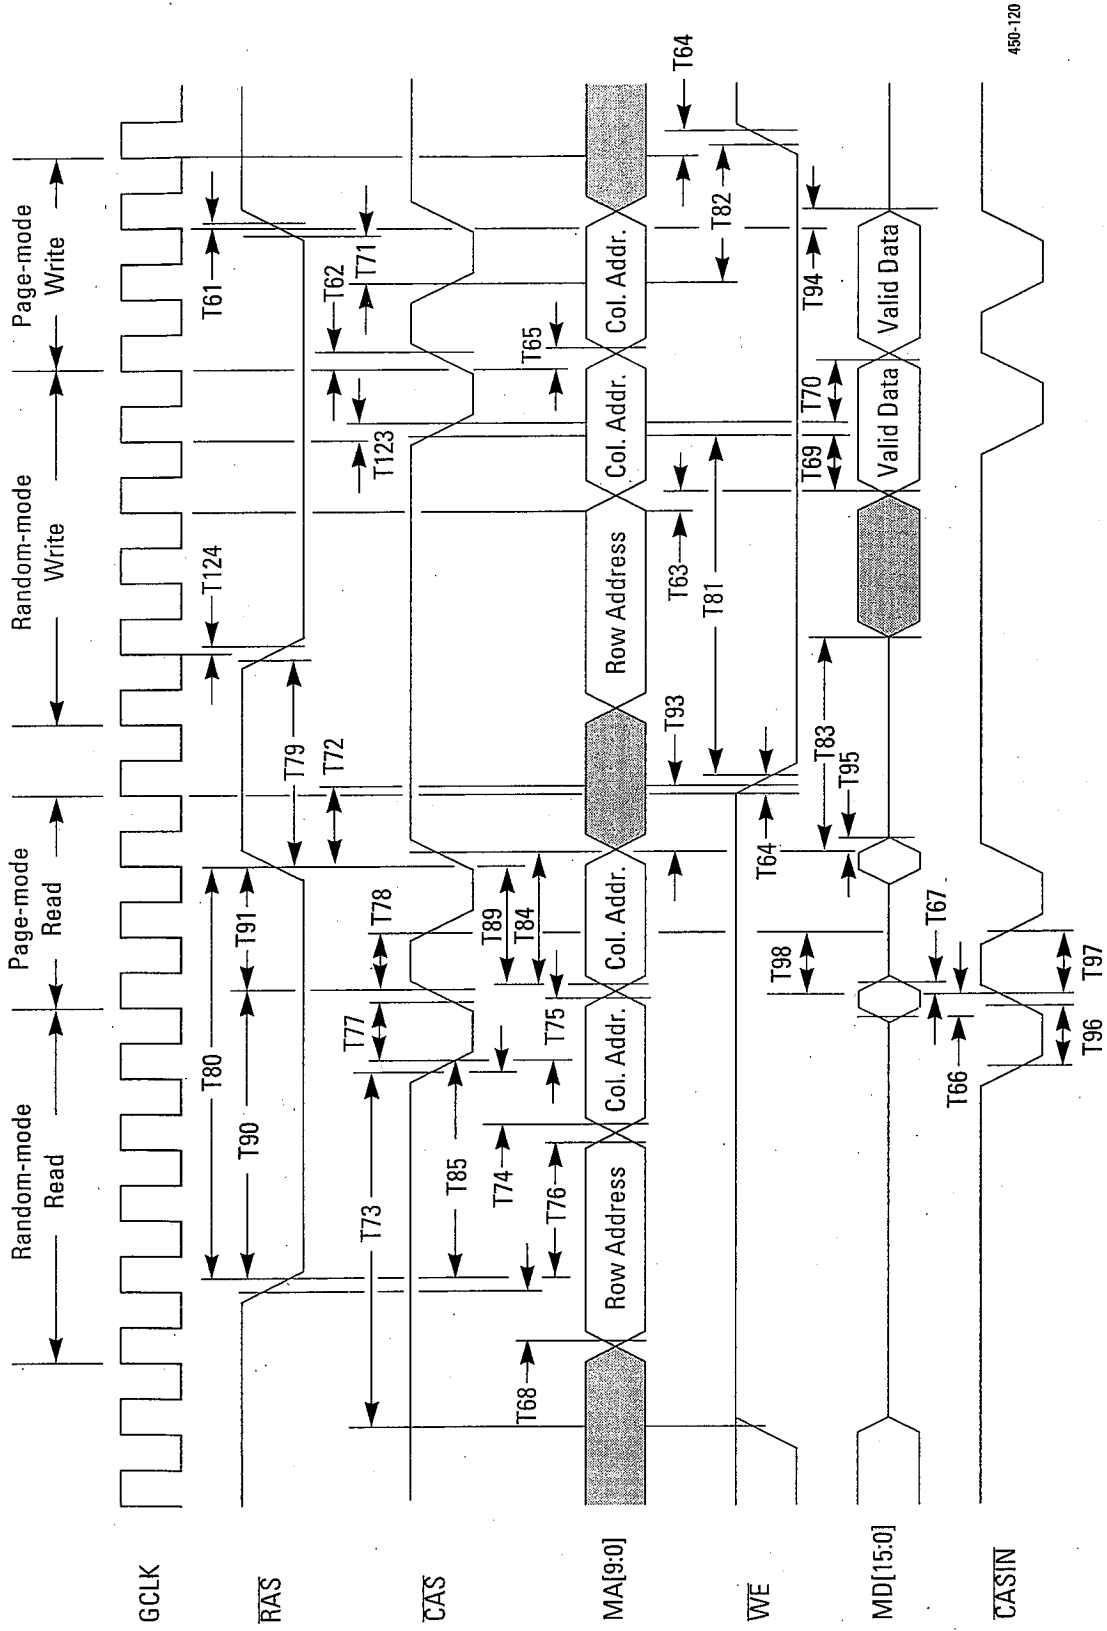 Random-mode
Read
Page-mode
Read
Random-mode
Write
Page-mode
Write
GCLK
RAS
T80
T90
T91
T79
T124
T61
CAS
T73
T85
T77
T78
T72
T123
T62
T71
MA[9:0]
T68
T74
T76
T75
T89
T84
T65
Row Address
Col. Addr.
Col. Addr.
Row Address
Col. Addr.
Col. Addr.
WE
T93
T63
T81
T64
T82
T64
MD[15:0]
T98
T83
T95
T69
T70
T94
Valid Data
Valid Data
T66
T67
CASIN
T96
T97
450-120